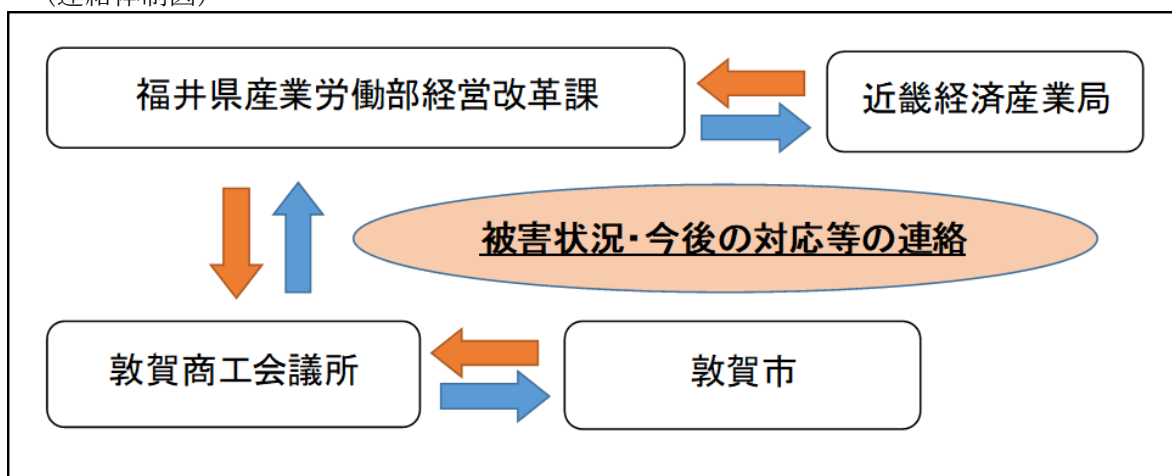 （連絡体制図）
福井県産業労働部経営改革課
近畿経済産業局
被害状況・今後の対応等の連絡
敦賀商工会議所
敦賀市